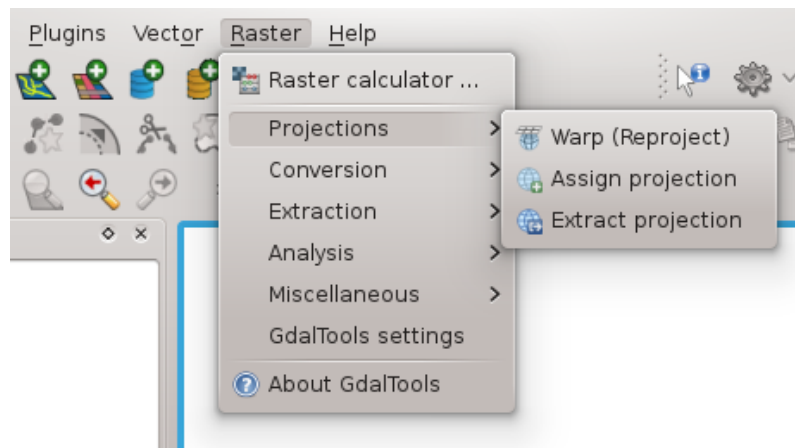 Plugins Vector Raster Help
Raster calculator ...
Projections
Conversion
Extraction
Analysis
Miscellaneous
GdalTools settings
About GdalTools
Warp (Reproject)
Assign projection
Extract projection